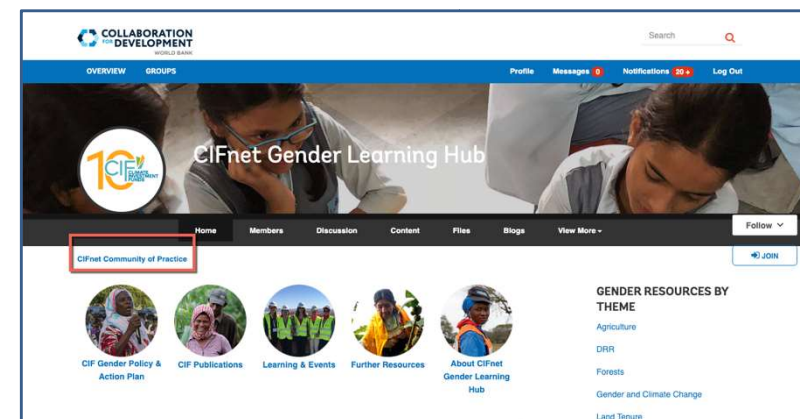 COLLABORATION
FOR DEVELOPMENT
WORLD BANK
Search
OVERVIEW GROUPS Profile Messages 0 Notifications 20+ Log Out
10 CIF CLIMATE INVESTMENT FUNDS
CIFnet Gender Learning Hub
Home Members Discussion Content Files Blogs View More Follow
CIFnet Community of Practice
JOIN
CIF Gender Policy &
Action Plan
CIF Publications
Learning & Events
Further Resources
About CIFnet
Gender Learning
Hub
GENDER RESOURCES BY
THEME
Agriculture
DRR
Forests
Gender and Climate Change
Land Tenure